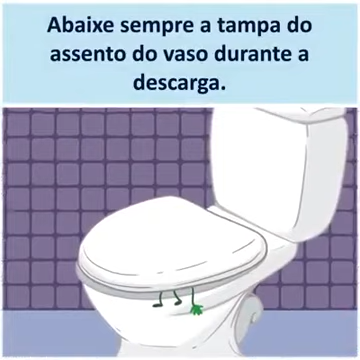 Abaixe sempre a tampa do
assento do vaso durante a
descarga.